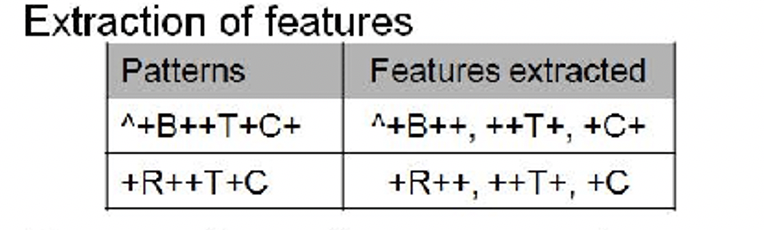 Extraction of features
Patterns Features extracted
^+B++T+C+ ^+B++, ++T+, +C+
+R++T+C +R++, ++T+, +C